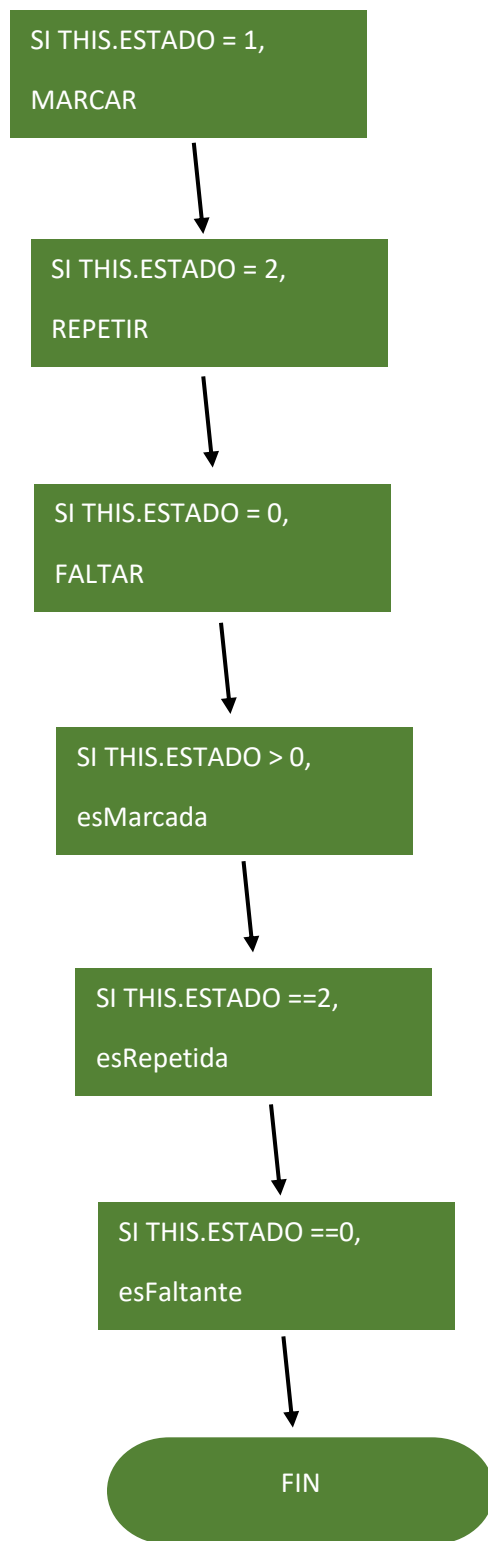 SI THIS.ESTADO = 1,
MARCAR
SI THIS.ESTADO = 2,
REPETIR
SI THIS.ESTADO = 0,
FALTAR
SI THIS.ESTADO > 0,
esMarcada
SI THIS.ESTADO ==2,
esRepetida
SI THIS.ESTADO ==0,
esFaltante
FIN